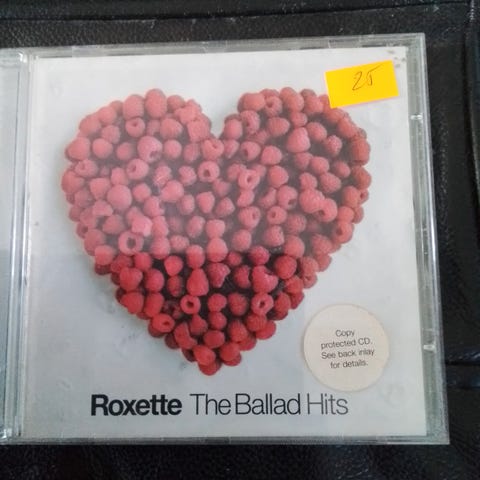 25
Copy
protected CD.
See back inlay
for details.
Roxette The Ballad Hits